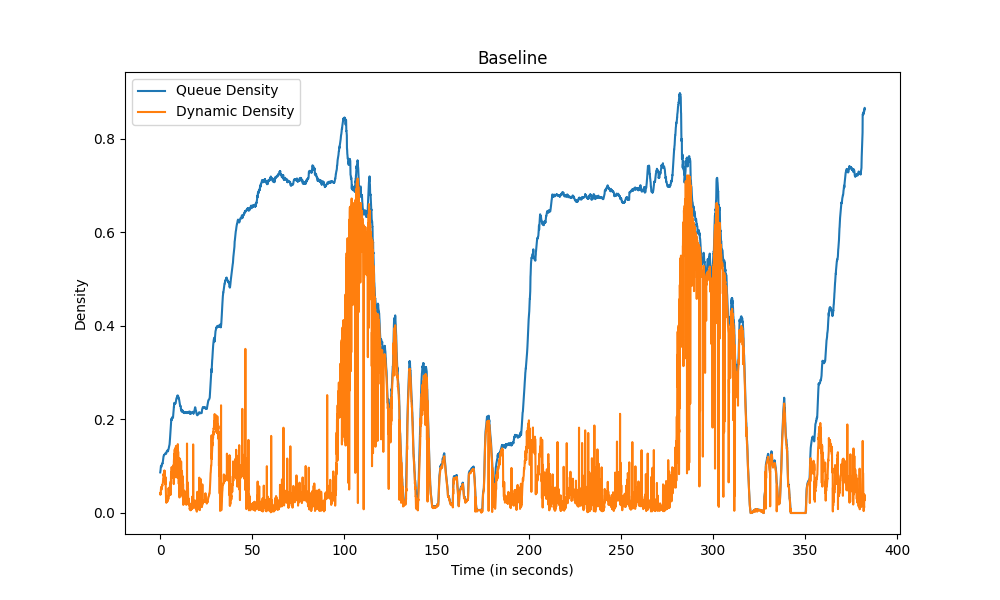 Baseline
Queue Density
Dynamic Density
Density
0.8
0.6
0.4
0.2
0.0
0 50 100 150 200 250 300 350 400
Time (in seconds)